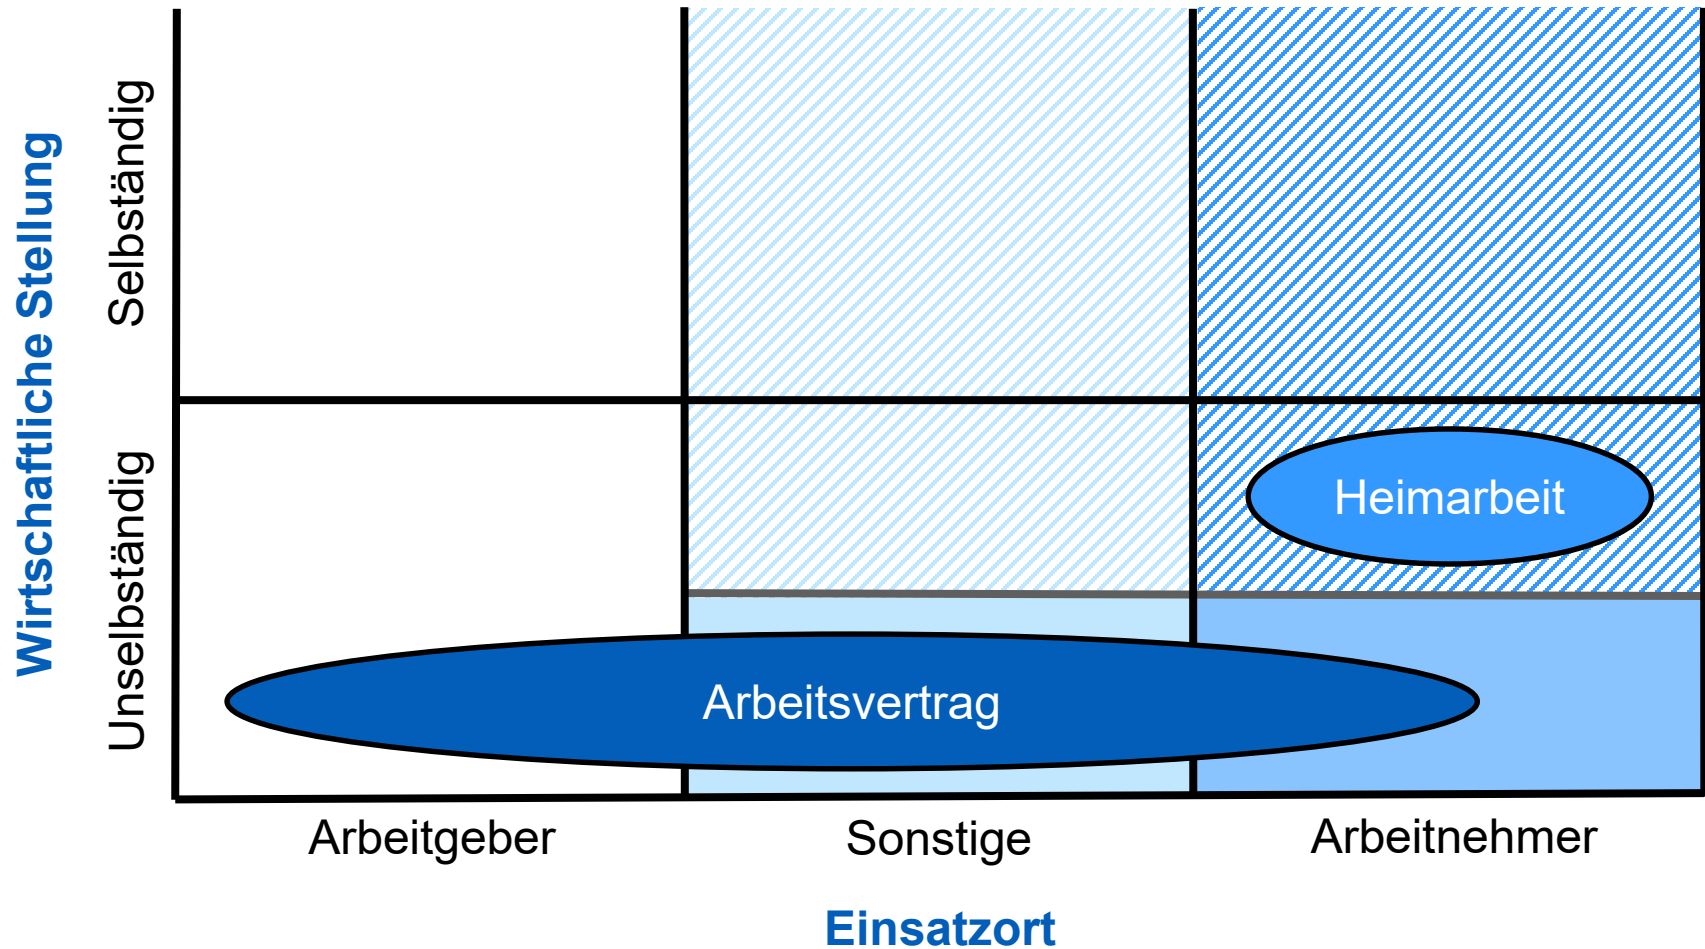 Wirtschaftliche Stellung
Selbständig
Unselbständig
Heimarbeit
Arbeitsvertrag
Arbeitgeber
Sonstige
Arbeitnehmer
Einsatzort